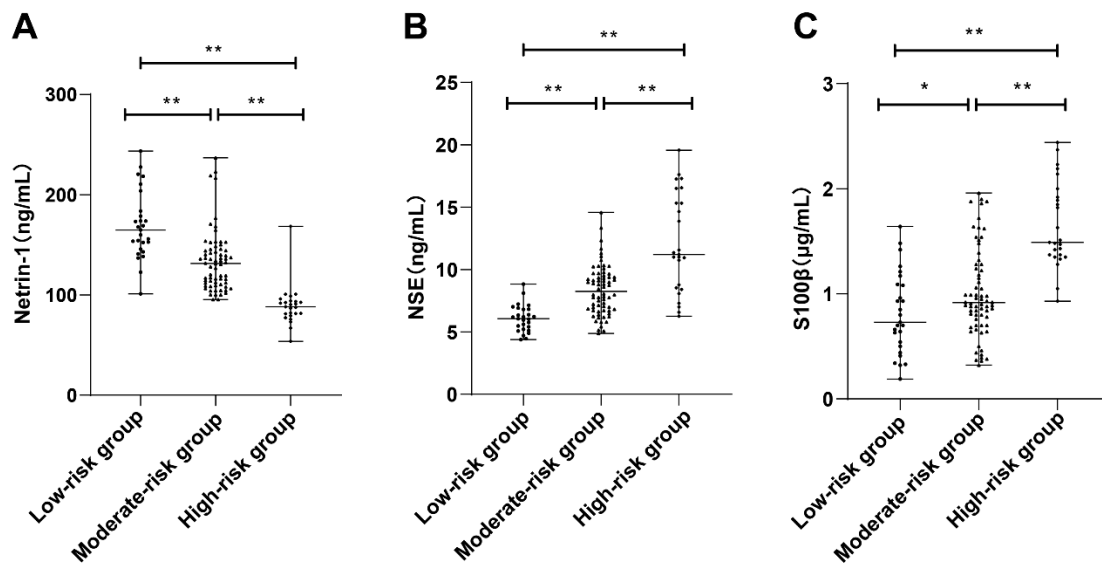 A
**
**
**
300
200
100
0
Netrin-1 (ng/mL)
Low-risk group
Moderate-risk group
High-risk group
B
**
**
**
25
20
15
10
5
0
NSE (ng/mL)
Low-risk group
Moderate-risk group
High-risk group
C
**
*
**
3
2
1
0
S100β (μg/mL)
Low-risk group
Moderate-risk group
High-risk group